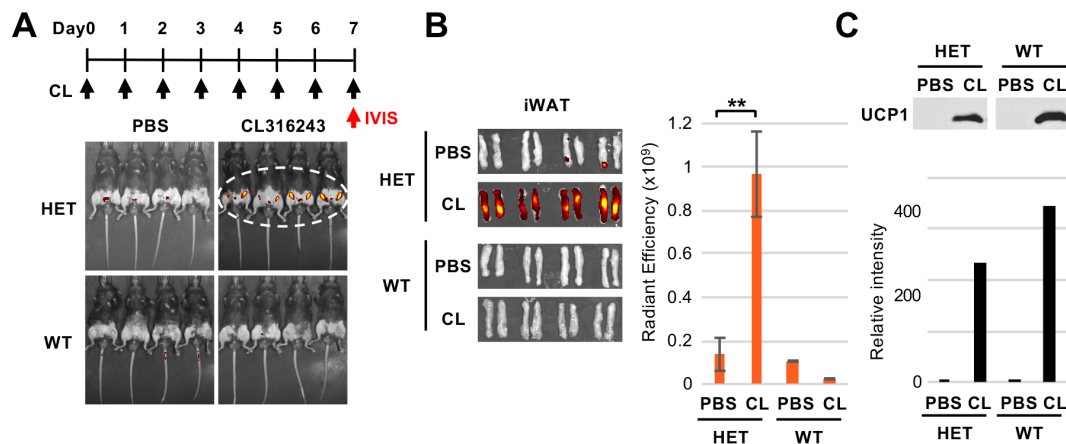 A
Day0 1 2 3 4 5 6 7
CL
IVIS
PBS CL316243
HET
WT
B
iWAT
HET
PBS
CL
WT
PBS
CL
**
Radiant Efficiency (x10⁹)
1.2
1
0.8
0.6
0.4
0.2
0
PBS CL PBS CL
HET WT
C
HET WT
PBS CL PBS CL
UCP1
Relative intensity
400
200
0
PBS CL PBS CL
HET WT